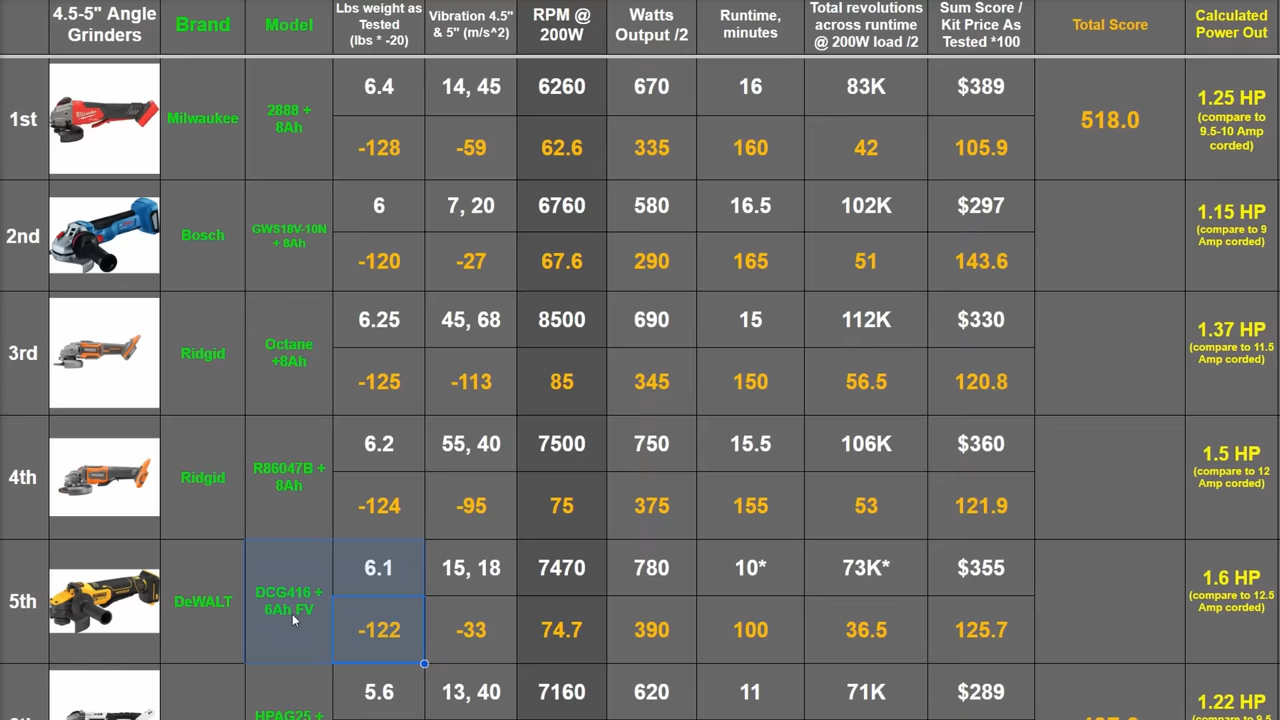 4.5-5" Angle
Grinders
Brand
Model
Lbs weight as
Tested
(lbs * -20)
Vibration 4.5"
& 5" (m/s^2)
RPM @
200W
Watts
Output /2
Runtime,
minutes
Total revolutions
across runtime
@ 200W load /2
Sum Score /
Kit Price As
Tested *100
Total Score
Calculated
Power Out
1st
Milwaukee
2888 +
8Ah
6.4
14, 45
6260
670
16
83K
$389
-128
-59
62.6
335
160
42
105.9
518.0
1.25 HP
(compare to
9.5-10 Amp
corded)
2nd
Bosch
GWS18V-10N
+ 8Ah
6
7, 20
6760
580
16.5
102K
$297
-120
-27
67.6
290
165
51
143.6
1.15 HP
(compare to 9
Amp corded)
3rd
Ridgid
Octane
+8Ah
6.25
45, 68
8500
690
15
112K
$330
-125
-113
85
345
150
56.5
120.8
1.37 HP
(compare to 11.5
Amp corded)
4th
Ridgid
R86047B +
8Ah
6.2
55, 40
7500
750
15.5
106K
$360
-124
-95
75
375
155
53
121.9
1.5 HP
(compare to 12
Amp corded)
5th
DeWALT
DCG416 +
6Ah FV
6.1
15, 18
7470
780
10*
73K*
$355
-122
-33
74.7
390
100
36.5
125.7
1.6 HP
(compare to 12.5
Amp corded)
HPAG25 +
5.6
13, 40
7160
620
11
71K
$289
1.22 HP